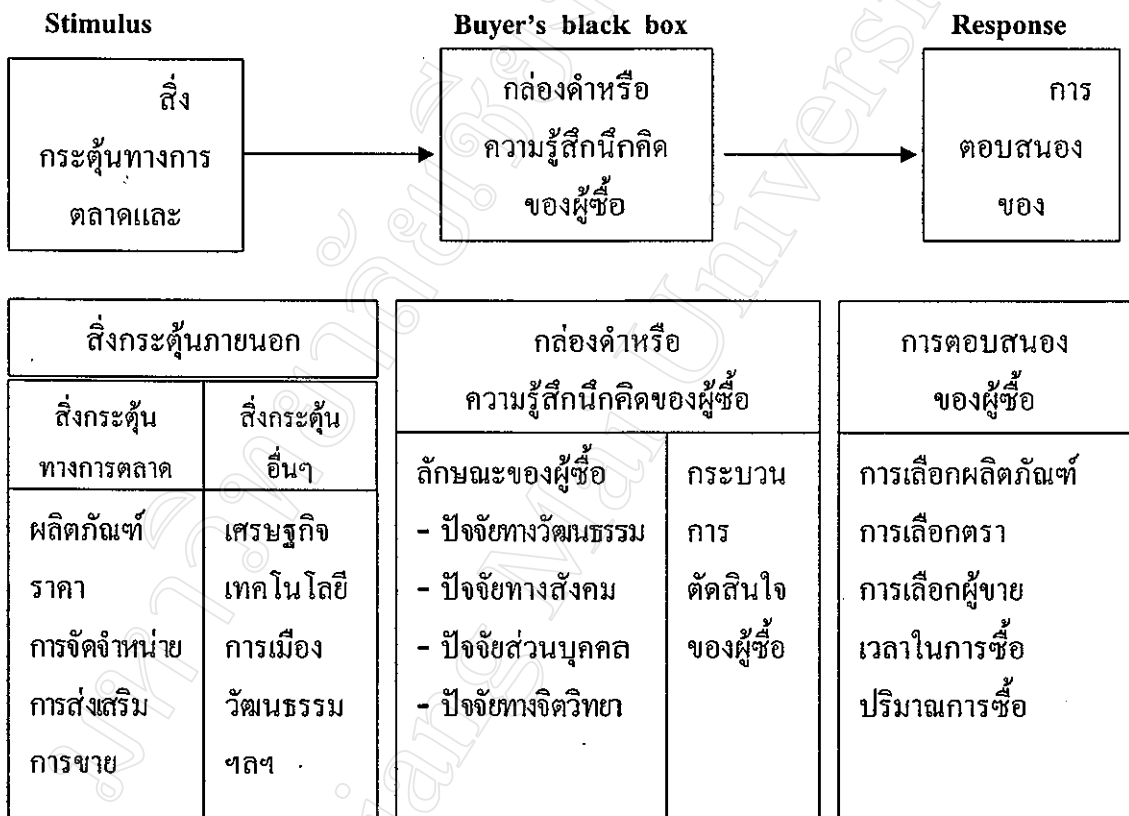 Stimulus Buyer's black box Response
สิ่ง
กระตุ้นทางการ
ตลาดและ
กล่องดำหรือ
ความรู้สึกนึกคิด
ของผู้ซื้อ
การ
ตอบสนอง
ของ
สิ่งกระตุ้นภายนอก
สิ่งกระตุ้น
ทางการตลาด
สิ่งกระตุ้น
อื่นๆ
ผลิตภัณฑ์
ราคา
การจัดจำหน่าย
การส่งเสริม
การขาย
เศรษฐกิจ
เทคโนโลยี
การเมือง
วัฒนธรรม
ฯลฯ
กล่องดำหรือ
ความรู้สึกนึกคิดของผู้ซื้อ
ลักษณะของผู้ซื้อ
- ปัจจัยทางวัฒนธรรม
- ปัจจัยทางสังคม
- ปัจจัยส่วนบุคคล
- ปัจจัยทางจิตวิทยา
กระบวน
การ
ตัดสินใจ
ของผู้ซื้อ
การตอบสนอง
ของผู้ซื้อ
การเลือกผลิตภัณฑ์
การเลือกตรา
การเลือกผู้ขาย
เวลาในการซื้อ
ปริมาณการซื้อ